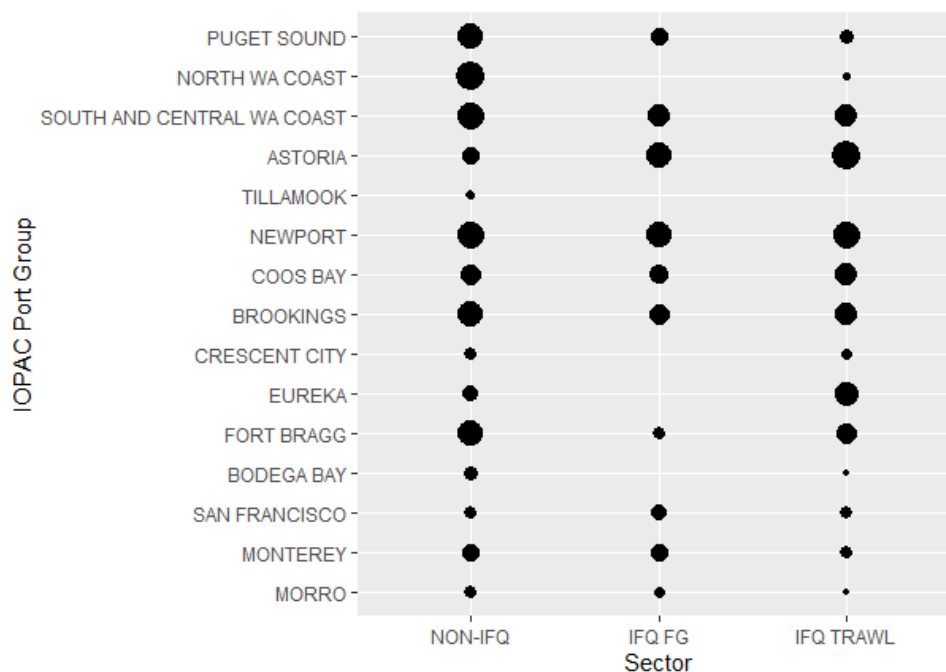 PUGET SOUND
NORTH WA COAST
SOUTH AND CENTRAL WA COAST
ASTORIA
TILLAMOOK
NEWPORT
COOS BAY
BROOKINGS
CRESCENT CITY
EUREKA
FORT BRAGG
BODEGA BAY
SAN FRANCISCO
MONTEREY
MORRO
IOPAC Port Group
NON-IFQ
IFQ FG
IFQ TRAWL
Sector